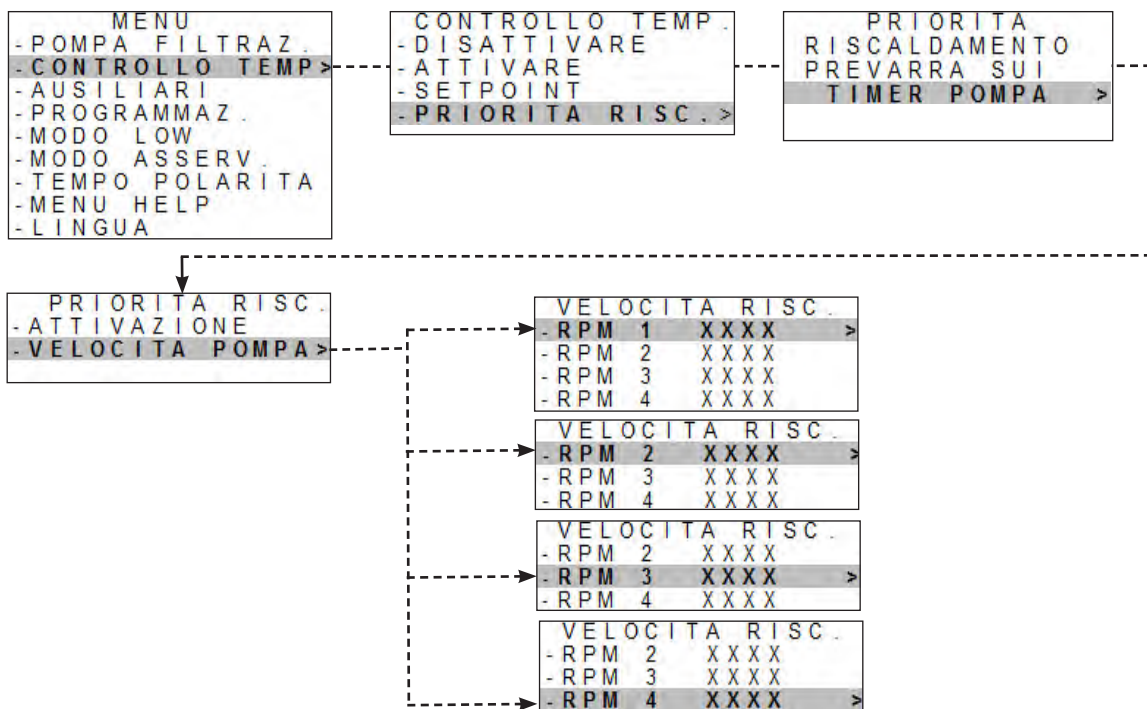 MENU
-POMPA FILTRAZ.
-CONTROLLO TEMP>
-AUSILIARI
-PROGRAMMAZ.
-MODO LOW
-MODO ASSERV.
-TEMPO POLARITA
-MENU HELP
-LINGUA
CONTROLLO TEMP.
-DISATTIVARE
-ATTIVARE
-SETPOINT
-PRIORITA RISC.>
PRIORITA
RISCALDAMENTO
PREVARRA SUI
TIMER POMPA >
PRIORITA RISC.
-ATTIVAZIONE
-VELOCITA POMPA>
VELOCITA RISC.
-RPM 1 XXXX >
-RPM 2 XXXX
-RPM 3 XXXX
-RPM 4 XXXX
VELOCITA RISC.
-RPM 2 XXXX >
-RPM 3 XXXX
-RPM 4 XXXX
VELOCITA RISC.
-RPM 2 XXXX
-RPM 3 XXXX >
-RPM 4 XXXX
VELOCITA RISC.
-RPM 2 XXXX
-RPM 3 XXXX
-RPM 4 XXXX >